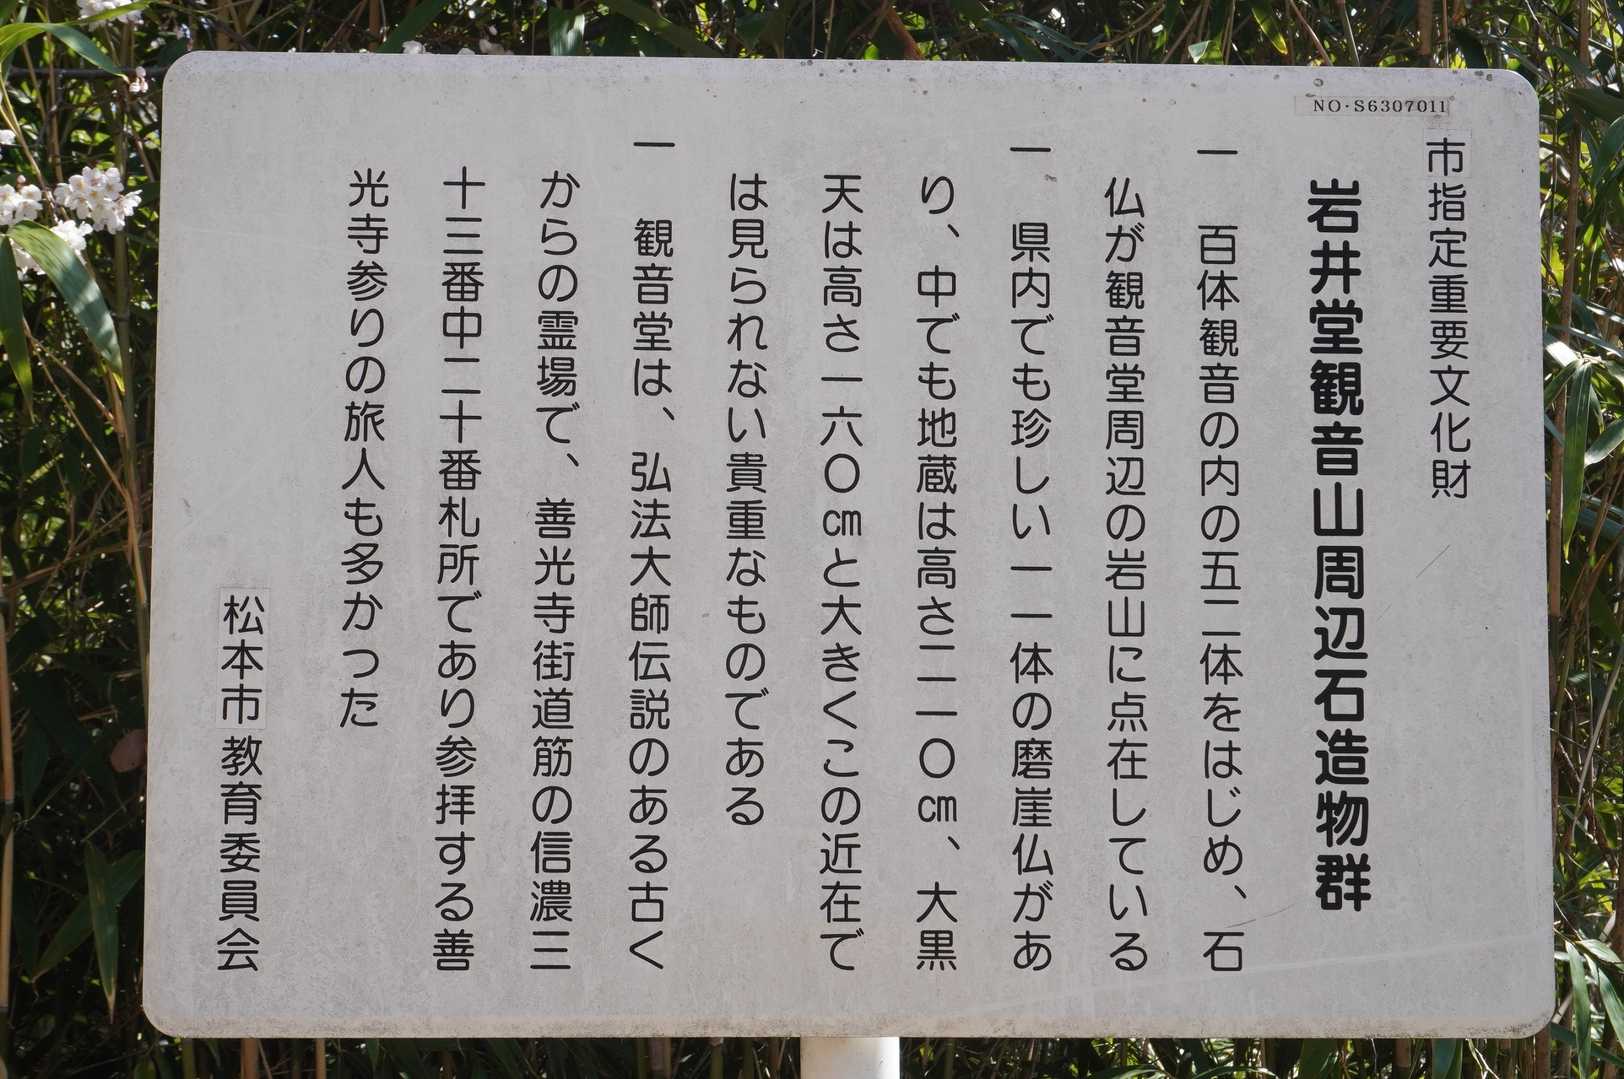 NO・S6307011
市指定重要文化財
岩井堂観音山周辺石造物群
一　百体観音の内の五二体をはじめ、石
仏が観音堂周辺の岩山に点在している
一　県内でも珍しい一一体の磨崖仏があ
り、中でも地蔵は高さ二一〇㎝、大黒
天は高さ一六〇㎝と大きくこの近在で
は見られない貴重なものである
一　観音堂は、弘法大師伝説のある古く
からの霊場で、善光寺街道筋の信濃三
十三番中二十番札所であり参拝する善
光寺参りの旅人も多かった
松本市教育委員会